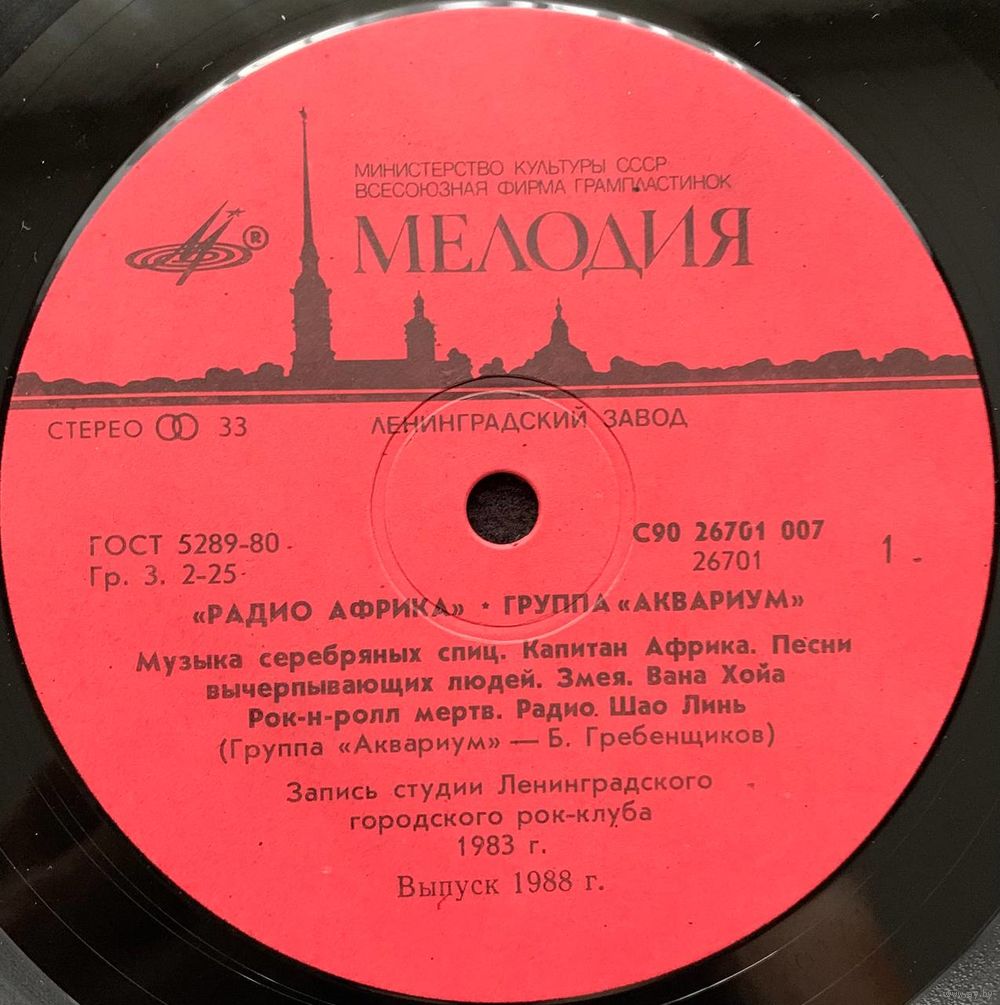 МИНИСТЕРСТВО КУЛЬТУРЫ СССР
ВСЕСОЮЗНАЯ ФИРМА ГРАМПЛАСТИНОК
МЕЛОДИЯ
®
СТЕРЕО 33
ЛЕНИНГРАДСКИЙ ЗАВОД
ГОСТ 5289-80
Гр. 3. 2-25
С90 26701 007
26701
1
«РАДИО АФРИКА» • ГРУППА «АКВАРИУМ»
Музыка серебряных спиц. Капитан Африка. Песни
вычерпывающих людей. Змея. Вана Хойа
Рок-н-ролл мертв. Радио Шао Линь
(Группа «Аквариум» — Б. Гребенщиков)
Запись студии Ленинградского
городского рок-клуба
1983 г.
Выпуск 1988 г.